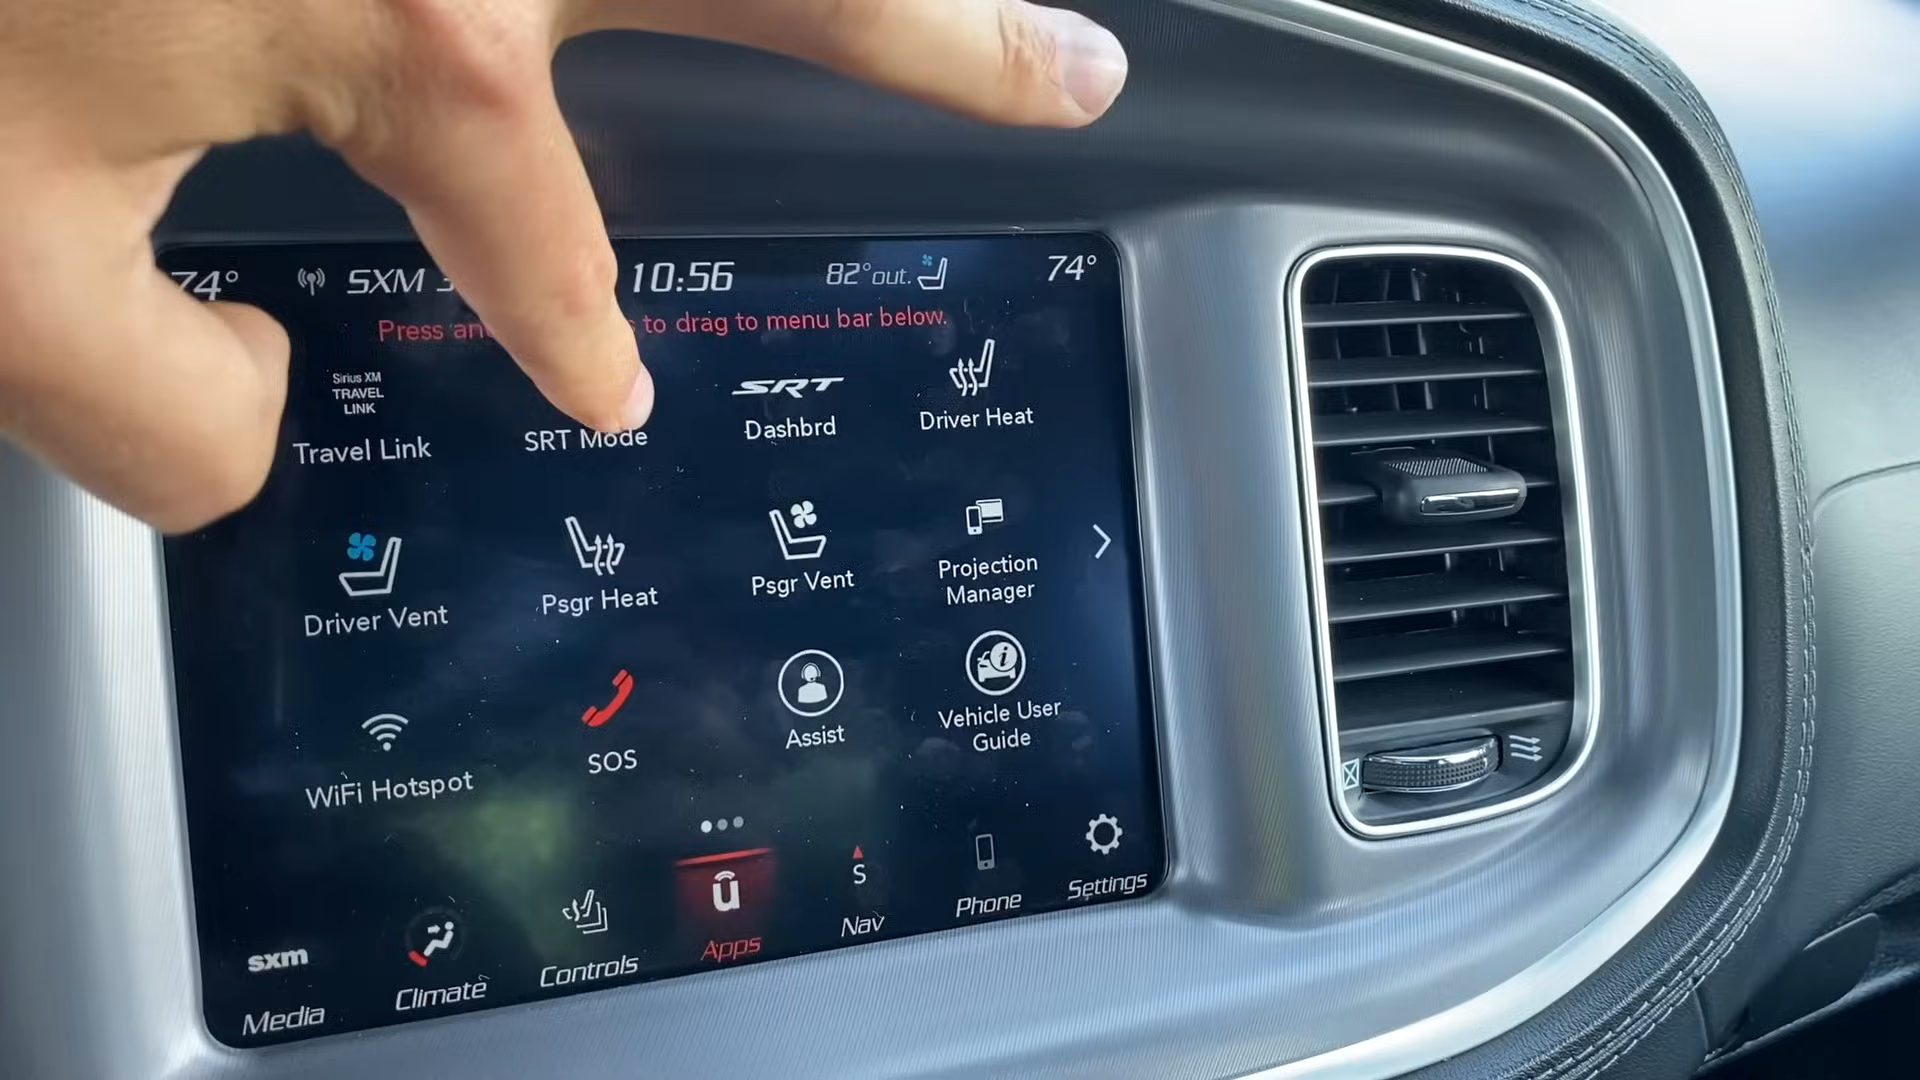 74° SXM 10:56 82°out. 74°
Press to drag to menu bar below.
Sirius XM
TRAVEL
LINK
Travel Link
SRT Mode
SRT
Dashbrd
Driver Heat
Driver Vent
Psgr Heat
Psgr Vent
Projection
Manager
WiFi Hotspot
SOS
Assist
i
Vehicle User
Guide
sxm
Media
Climate
Controls
u
Apps
S
Nav
Phone
Settings